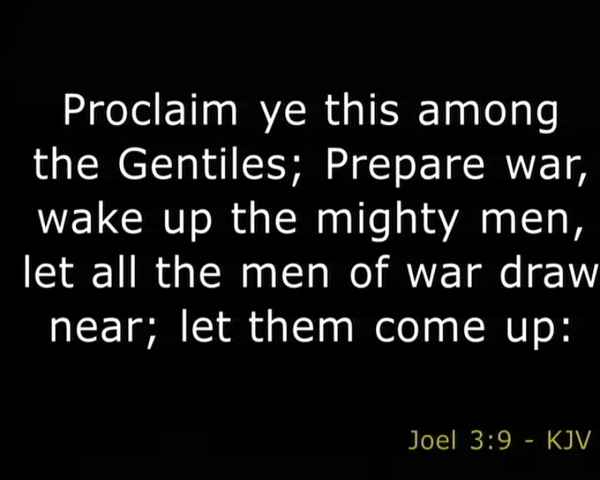 Proclaim ye this among
the Gentiles; Prepare war,
wake up the mighty men,
let all the men of war draw
near; let them come up:
Joel 3:9 - KJV